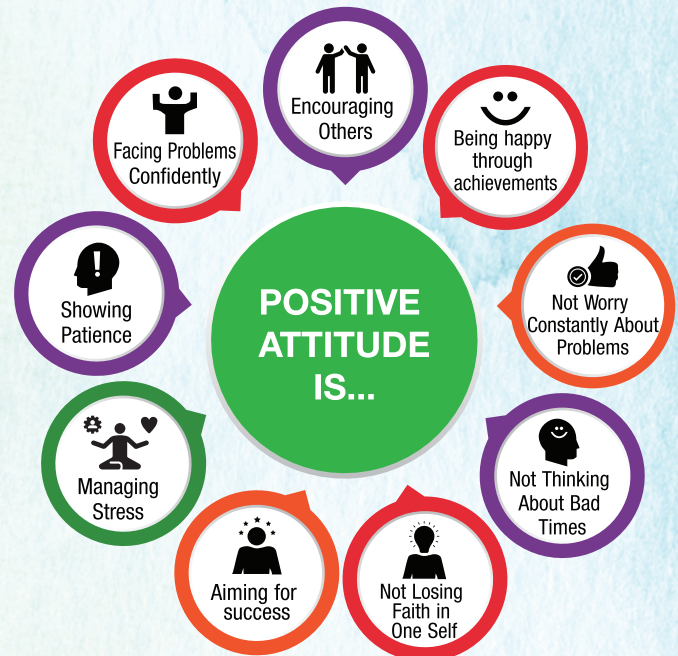 POSITIVE
ATTITUDE
IS...
Encouraging
Others
Being happy
through
achievements
Not Worry
Constantly About
Problems
Not Thinking
About Bad
Times
Not Losing
Faith in
One Self
Aiming for
success
Managing
Stress
Showing
Patience
Facing Problems
Confidently